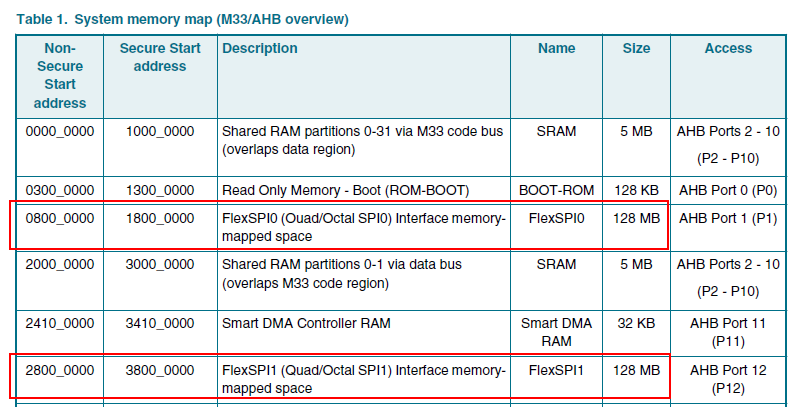 Table 1. System memory map (M33/AHB overview)
Non-
Secure
Start
address
Secure Start
address
Description
Name
Size
Access
0000_0000
1000_0000
Shared RAM partitions 0-31 via M33 code bus
(overlaps data region)
SRAM
5 MB
AHB Ports 2 - 10
(P2 - P10)
0300_0000
1300_0000
Read Only Memory - Boot (ROM-BOOT)
BOOT-ROM
128 KB
AHB Port 0 (P0)
0800_0000
1800_0000
FlexSPI0 (Quad/Octal SPI0) Interface memory-
mapped space
FlexSPI0
128 MB
AHB Port 1 (P1)
2000_0000
3000_0000
Shared RAM partitions 0-1 via data bus
(overlaps M33 code region)
SRAM
5 MB
AHB Ports 2 - 10
(P2 - P10)
2410_0000
3410_0000
Smart DMA Controller RAM
Smart DMA
RAM
32 KB
AHB Port 11
(P11)
2800_0000
3800_0000
FlexSPI1 (Quad/Octal SPI1) Interface memory-
mapped space
FlexSPI1
128 MB
AHB Port 12
(P12)